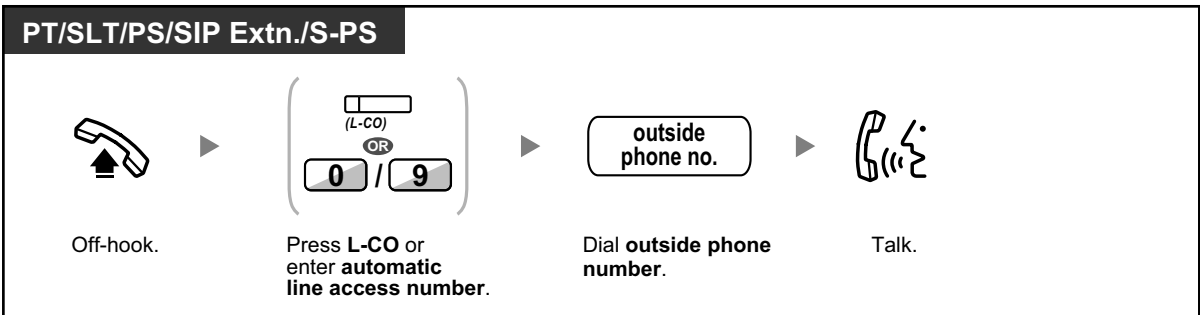 PT/SLT/PS/SIP Extn./S-PS
(L-CO)
OR
0 / 9
outside
phone no.
Off-hook.
Press L-CO or
enter automatic
line access number.
Dial outside phone
number.
Talk.